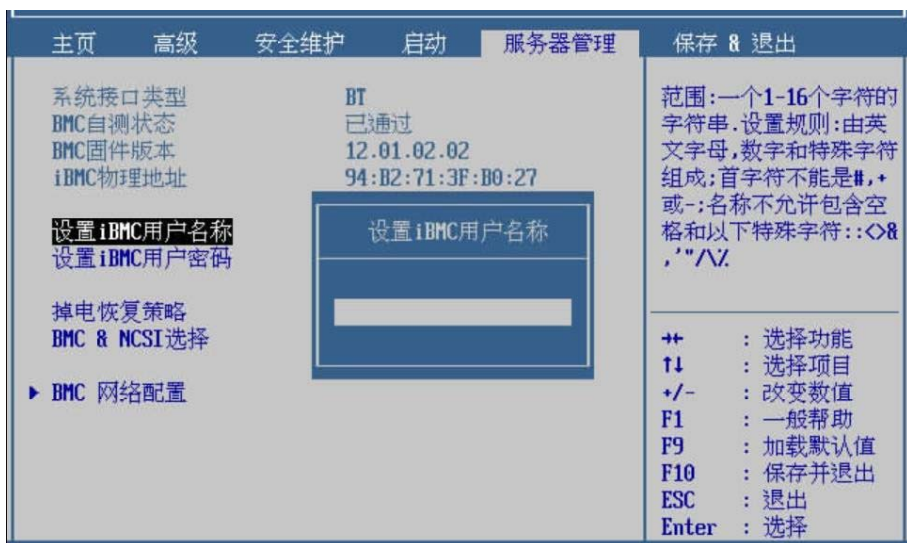 主页 高级 安全维护 启动 服务器管理 保存 & 退出
系统接口类型 BT
BMC自测状态 已通过
BMC固件版本 12.01.02.02
iBMC物理地址 94:B2:71:3F:B0:27
设置iBMC用户名称
设置iBMC用户密码
掉电恢复策略
BMC & NCSI选择
BMC 网络配置
设置iBMC用户名称
范围:一个1-16个字符的
字符串.设置规则:由英
文字母,数字和特殊字符
组成;首字符不能是#,+
或-;名称不允许包含空
格和以下特殊字符::<>&
,'"/\%
→← : 选择功能
↑↓ : 选择项目
+/- : 改变数值
F1 : 一般帮助
F9 : 加载默认值
F10 : 保存并退出
ESC : 退出
Enter : 选择